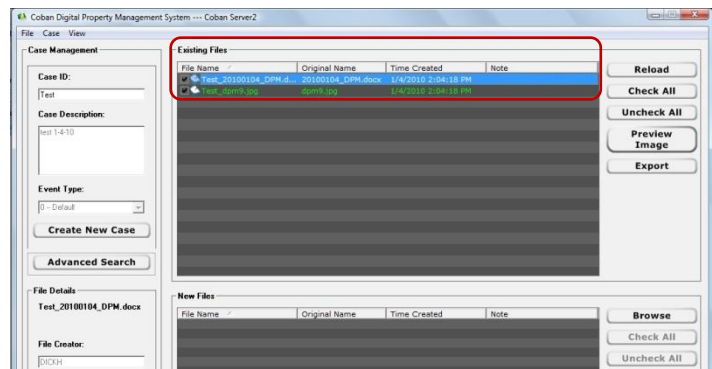 Coban Digital Property Management System --- Coban Server2
File Case View
Case Management
Case ID:
Test
Case Description:
test 1-4-10
Event Type:
0 - Default
Create New Case
Advanced Search
File Details
Test_20100104_DPM.docx
File Creator:
DICKH
Existing Files
File Name Original Name Time Created Note
Test_20100104_DPM.d... 20100104_DPM.docx 1/4/2010 2:04:18 PM
Test_dpm9.jpg dpm9.jpg 1/4/2010 2:04:18 PM
Reload
Check All
Uncheck All
Preview
Image
Export
New Files
File Name Original Name Time Created Note
Browse
Check All
Uncheck All